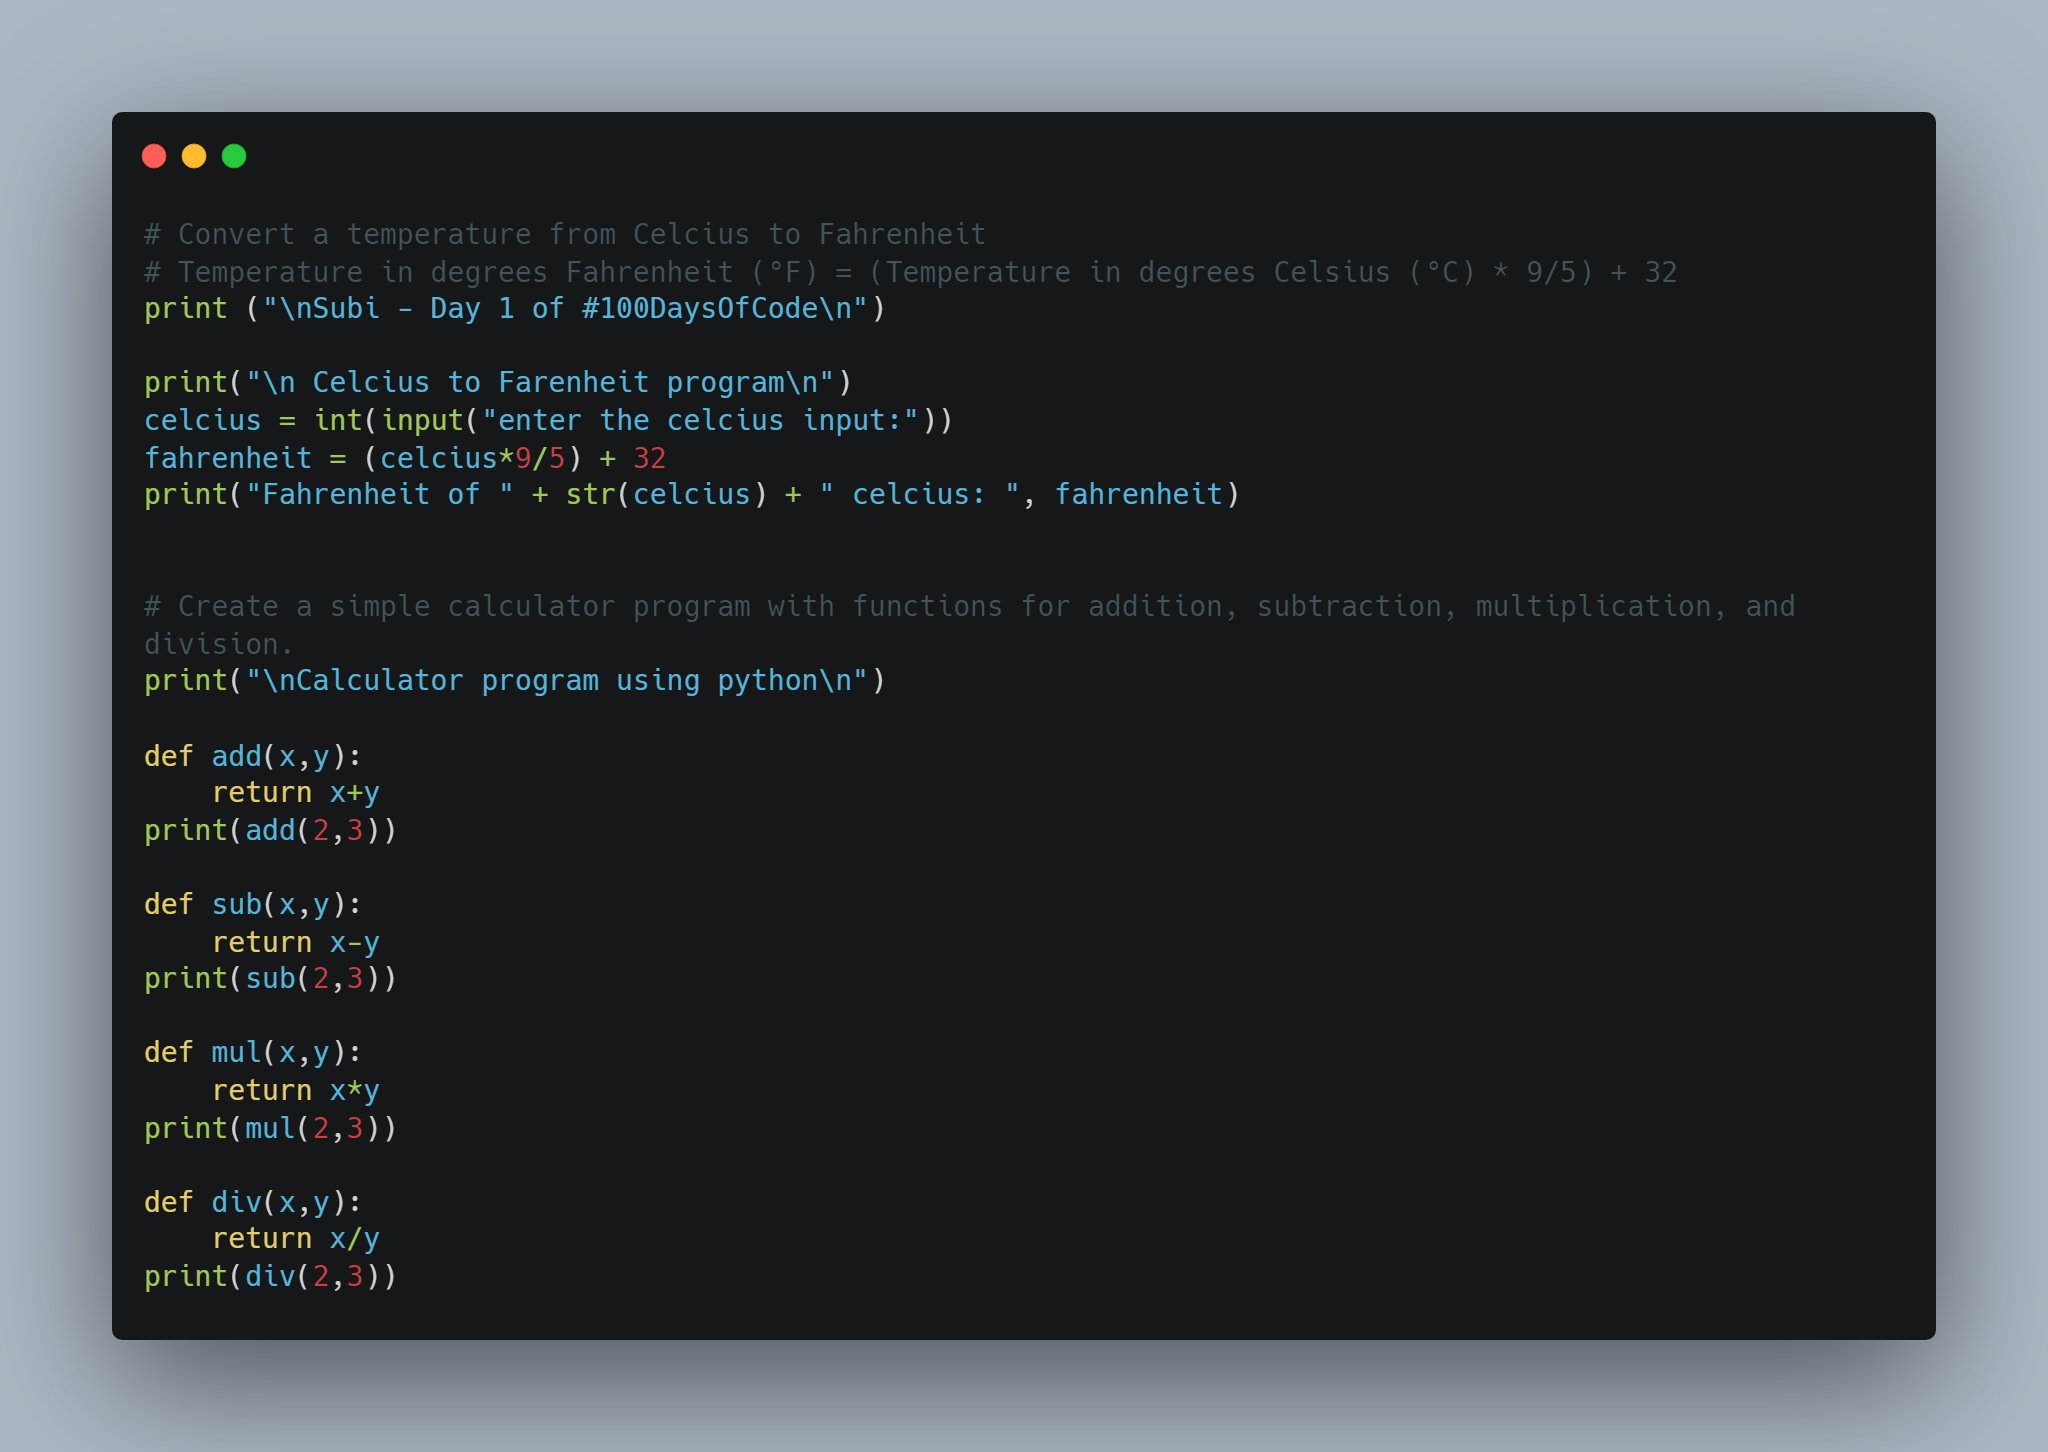 # Convert a temperature from Celcius to Fahrenheit
# Temperature in degrees Fahrenheit (°F) = (Temperature in degrees Celsius (°C) * 9/5) + 32
print ("\nSubi - Day 1 of #100DaysOfCode\n")
print("\n Celcius to Farenheit program\n")
celcius = int(input("enter the celcius input:"))
fahrenheit = (celcius*9/5) + 32
print("Fahrenheit of " + str(celcius) + " celcius: ", fahrenheit)
# Create a simple calculator program with functions for addition, subtraction, multiplication, and
division.
print("\nCalculator program using python\n")
def add(x,y):
    return x+y
print(add(2,3))
def sub(x,y):
    return x-y
print(sub(2,3))
def mul(x,y):
    return x*y
print(mul(2,3))
def div(x,y):
    return x/y
print(div(2,3))